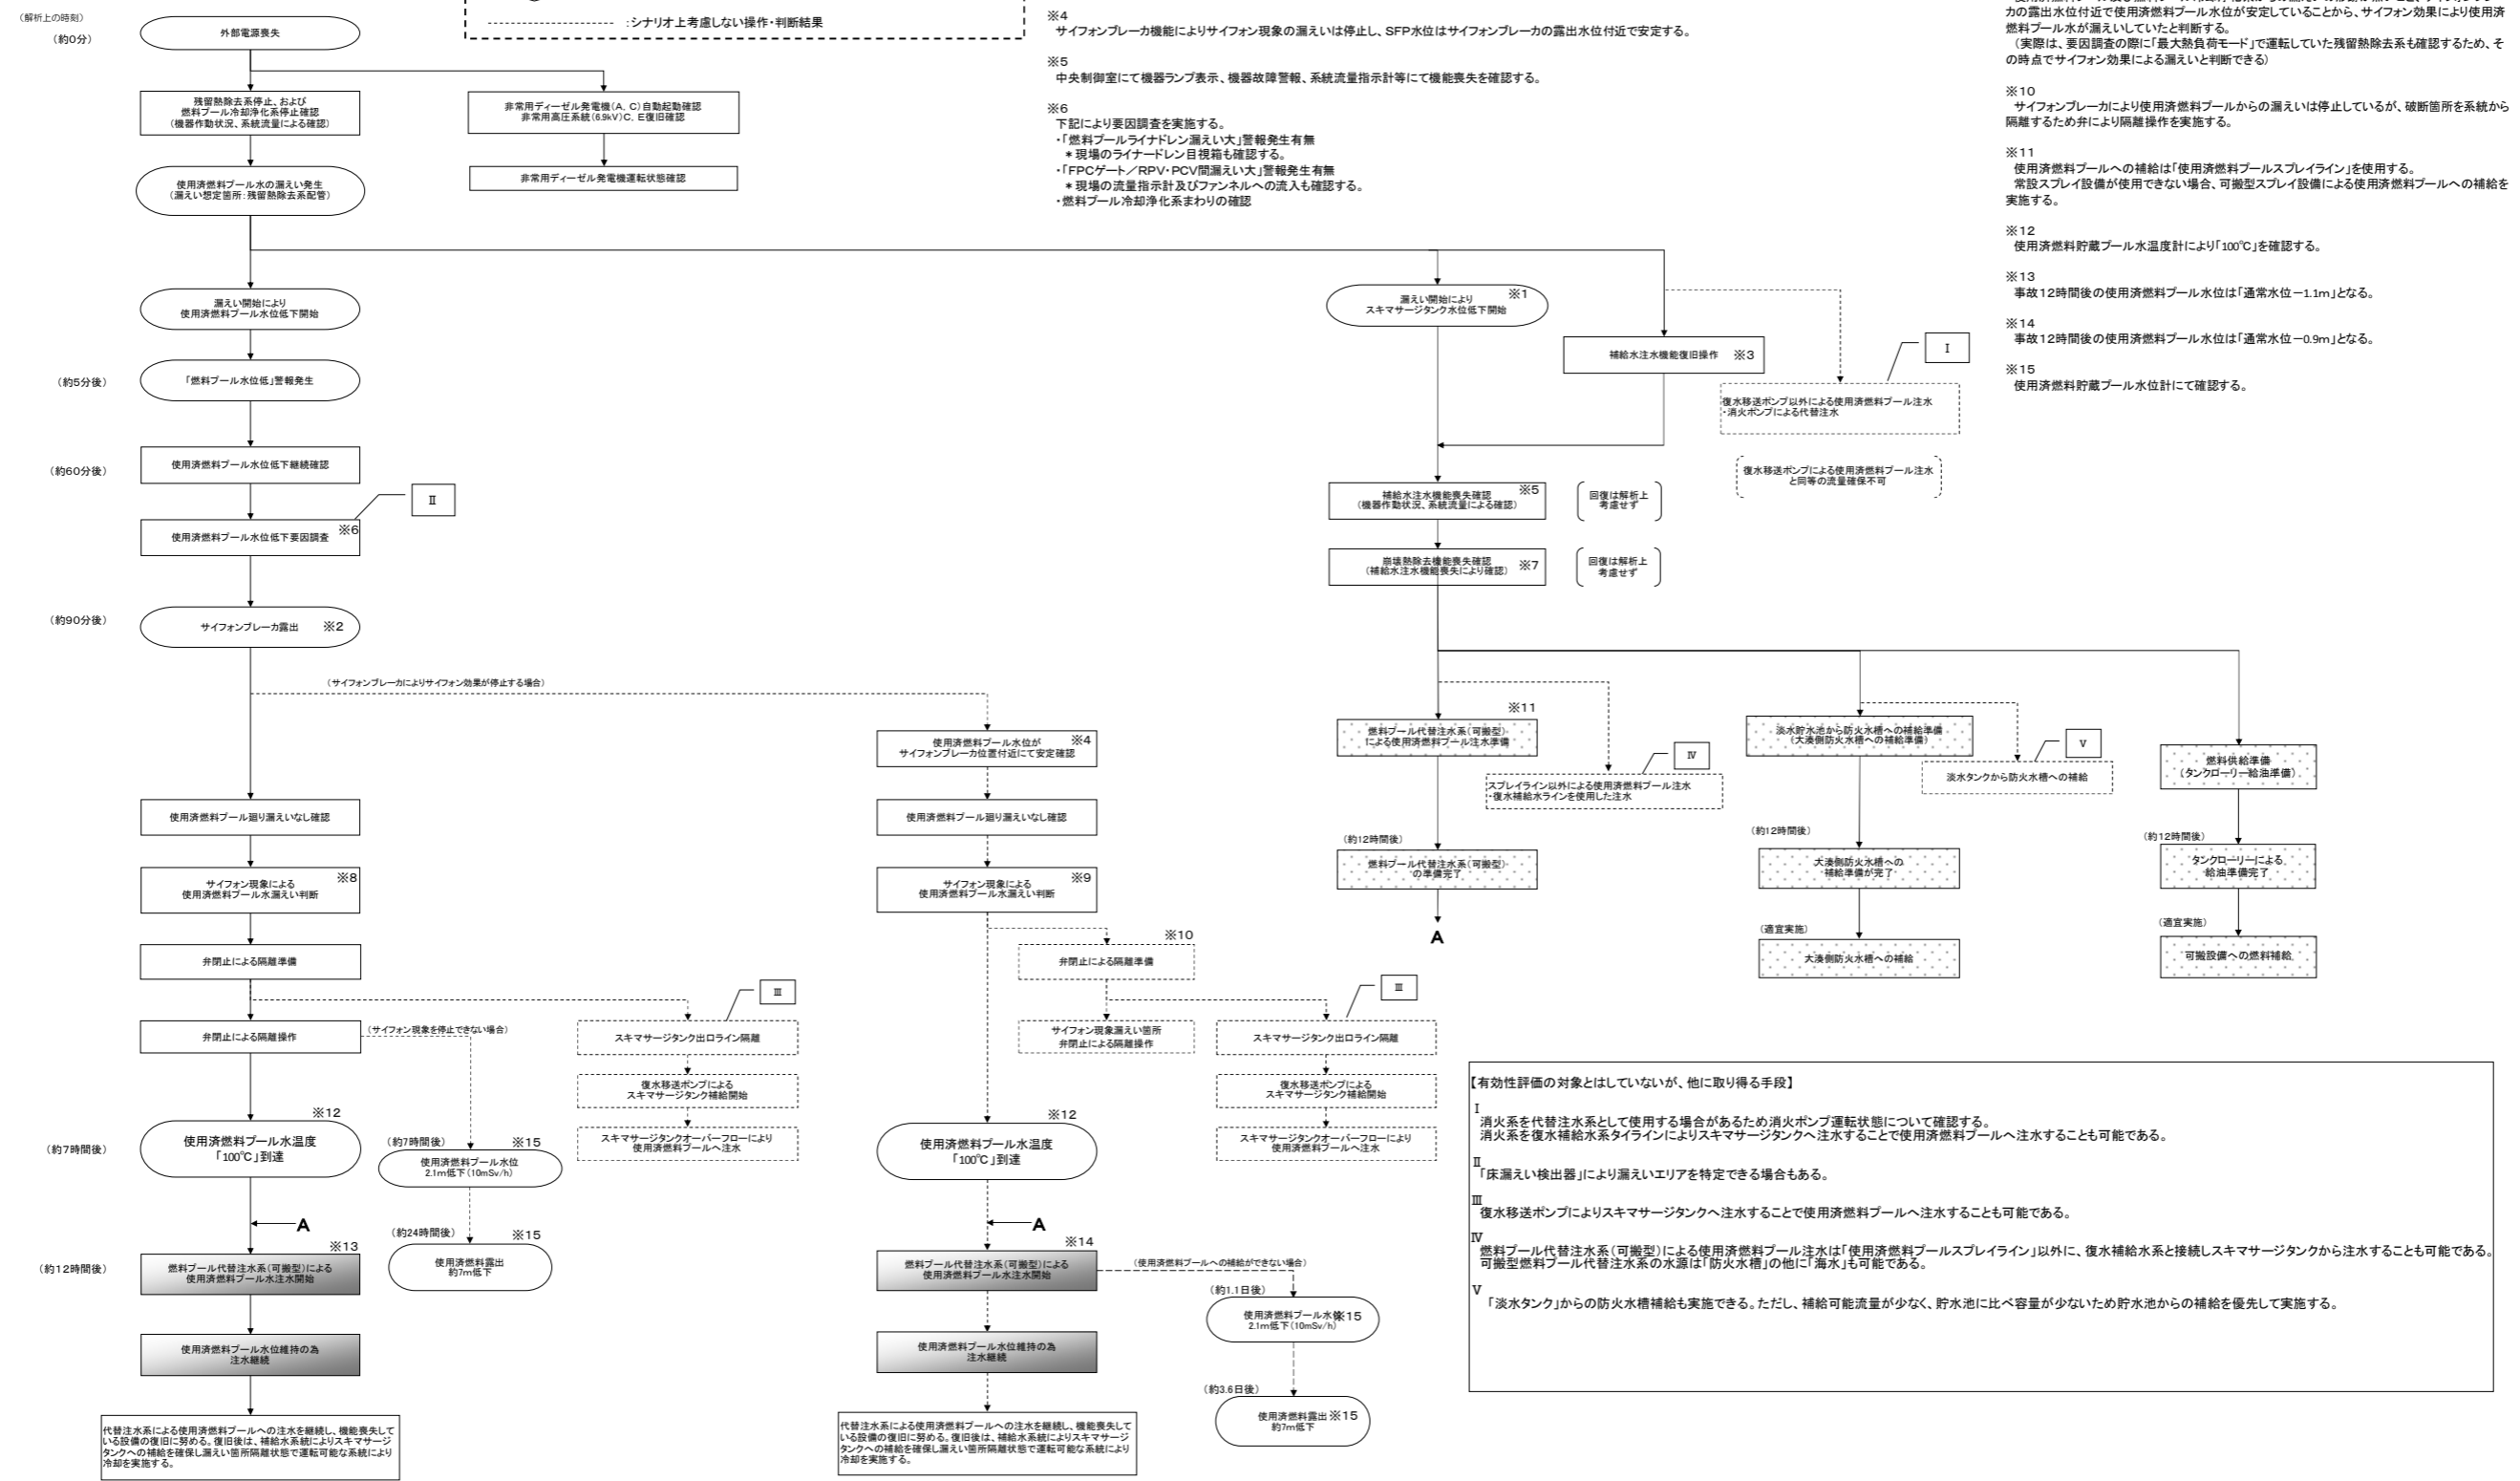 (解析上の時刻)
(約0分)
外部電源喪失
残留熱除去系停止、および
燃料プール冷却浄化系停止確認
(機器作動状況、系統流量による確認)
非常用ディーゼル発電機(A, C)自動起動確認
非常用高圧系統(6.9kV)C, E復旧確認
使用済燃料プール水の漏えい発生
(漏えい想定箇所:残留熱除去系配管)
非常用ディーゼル発電機運転状態確認
:シナリオ上考慮しない操作・判断結果
※4
サイフォンブレーカ機能によりサイフォン現象の漏えいは停止し、SFP水位はサイフォンブレーカの露出水位付近で安定する。
※5
中央制御室にて機器ランプ表示、機器故障警報、系統流量指示計等にて機能喪失を確認する。
※6
下記により要因調査を実施する。
・「燃料プールライナドレン漏えい大」警報発生有無
＊現場のライナードレン目視箱も確認する。
・「FPCゲート／RPV・PCV間漏えい大」警報発生有無
＊現場の流量指示計及びファンネルへの流入も確認する。
・燃料プール冷却浄化系まわりの確認
カの露出水位付近で使用済燃料プール水位が安定していることから、サイフォン効果により使用済
燃料プール水が漏えいしていたと判断する。
(実際は、要因調査の際に「最大熱負荷モード」で運転していた残留熱除去系も確認するため、そ
の時点でサイフォン効果による漏えいと判断できる)
※10
サイフォンブレーカにより使用済燃料プールからの漏えいは停止しているが、破断箇所を系統から
隔離するため弁により隔離操作を実施する。
※11
使用済燃料プールへの補給は「使用済燃料プールスプレイライン」を使用する。
常設スプレイ設備が使用できない場合、可搬型スプレイ設備による使用済燃料プールへの補給を
実施する。
※12
使用済燃料貯蔵プール水温度計により「100℃」を確認する。
※13
事故12時間後の使用済燃料プール水位は「通常水位－1.1m」となる。
※14
事故12時間後の使用済燃料プール水位は「通常水位－0.9m」となる。
※15
使用済燃料貯蔵プール水位計にて確認する。
漏えい開始により
使用済燃料プール水位低下開始
(約5分後)
「燃料プール水位低」警報発生
(約60分後)
使用済燃料プール水位低下継続確認
Ⅱ
使用済燃料プール水位低下要因調査
※6
(約90分後)
サイフォンブレーカ露出 ※2
漏えい開始により
スキマサージタンク水位低下開始
※1
補給水注水機能復旧操作 ※3
Ⅰ
復水移送ポンプ以外による使用済燃料プール注水
・消火ポンプによる代替注水
復水移送ポンプによる使用済燃料プール注水
と同等の流量確保不可
補給水注水機能喪失確認
(機器作動状況、系統流量による確認)
※5
回復は解析上
考慮せず
崩壊熱除去機能喪失確認
(補給水注水機能喪失により確認)
※7
回復は解析上
考慮せず
(サイフォンブレーカによりサイフォン効果が停止する場合)
使用済燃料プール水位が
サイフォンブレーカ位置付近にて安定確認
※4
使用済燃料プール廻り漏えいなし確認
使用済燃料プール廻り漏えいなし確認
サイフォン現象による
使用済燃料プール水漏えい判断
※8
サイフォン現象による
使用済燃料プール水漏えい判断
※9
弁閉止による隔離準備
※10
弁閉止による隔離準備
Ⅲ
Ⅲ
弁閉止による隔離操作
(サイフォン現象を停止できない場合)
スキマサージタンク出口ライン隔離
復水移送ポンプによる
スキマサージタンク補給開始
スキマサージタンクオーバーフローにより
使用済燃料プールへ注水
サイフォン現象漏えい箇所
弁閉止による隔離操作
スキマサージタンク出口ライン隔離
復水移送ポンプによる
スキマサージタンク補給開始
スキマサージタンクオーバーフローにより
使用済燃料プールへ注水
※11
燃料プール代替注水系(可搬型)
による使用済燃料プール注水準備
Ⅳ
スプレイライン以外による使用済燃料プール注水
・復水補給水ラインを使用した注水
(約12時間後)
燃料プール代替注水系(可搬型)
の準備完了
A
淡水貯水池から防火水槽への補給準備
(大湊側防火水槽への補給準備)
Ⅴ
淡水タンクから防火水槽への補給
(約12時間後)
大湊側防火水槽への
補給準備が完了
(適宜実施)
大湊側防火水槽への補給
燃料供給準備
(タンクローリー給油準備)
(約12時間後)
タンクローリーによる
給油準備完了
(適宜実施)
可搬設備への燃料補給
(約7時間後)
※12
使用済燃料プール水温度
「100℃」到達
(約7時間後)
※15
使用済燃料プール水位
2.1m低下(10mSv/h)
(約24時間後)
※15
使用済燃料露出
約7m低下
※12
使用済燃料プール水温度
「100℃」到達
A
A
(約12時間後)
※13
燃料プール代替注水系(可搬型)による
使用済燃料プール水注水開始
使用済燃料プール水位維持の為
注水継続
※14
燃料プール代替注水系(可搬型)による
使用済燃料プール水注水開始
(使用済燃料プールへの補給ができない場合)
(約1.1日後)
使用済燃料プール水位※15
2.1m低下(10mSv/h)
使用済燃料プール水位維持の為
注水継続
(約3.6日後)
使用済燃料露出※15
約7m低下
代替注水系による使用済燃料プールへの注水を継続し、機能喪失して
いる設備の復旧に努める。復旧後は、補給水系統によりスキマサージ
タンクへの補給を確保し漏えい箇所隔離状態で運転可能な系統により
冷却を実施する。
代替注水系による使用済燃料プールへの注水を継続し、機能喪失して
いる設備の復旧に努める。復旧後は、補給水系統によりスキマサージ
タンクへの補給を確保し漏えい箇所隔離状態で運転可能な系統により
冷却を実施する。
【有効性評価の対象とはしていないが、他に取り得る手段】
Ⅰ
消火系を代替注水系として使用する場合があるため消火ポンプ運転状態について確認する。
消火系を復水補給水系タイラインによりスキマサージタンクへ注水することで使用済燃料プールへ注水することも可能である。
Ⅱ
「床漏えい検出器」により漏えいエリアを特定できる場合もある。
Ⅲ
復水移送ポンプによりスキマサージタンクへ注水することで使用済燃料プールへ注水することも可能である。
Ⅳ
燃料プール代替注水系(可搬型)による使用済燃料プール注水は「使用済燃料プールスプレイライン」以外に、復水補給水系と接続しスキマサージタンクから注水することも可能である。
可搬型燃料プール代替注水系の水源は「防火水槽」の他に「海水」も可能である。
Ⅴ
「淡水タンク」からの防火水槽補給も実施できる。ただし、補給可能流量が少なく、貯水池に比べ容量が少ないため貯水池からの補給を優先して実施する。